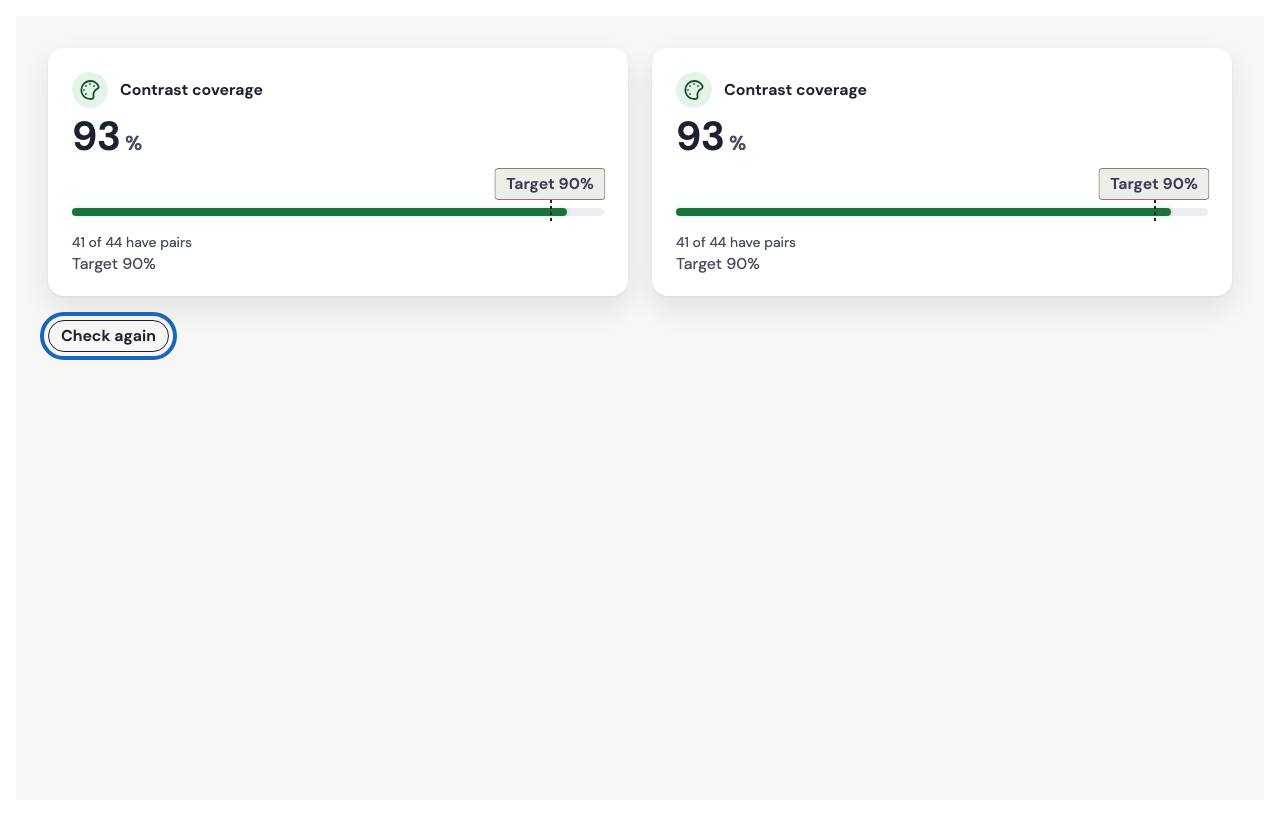 Contrast coverage
93 %
Target 90%
41 of 44 have pairs
Target 90%
Contrast coverage
93 %
Target 90%
41 of 44 have pairs
Target 90%
Check again